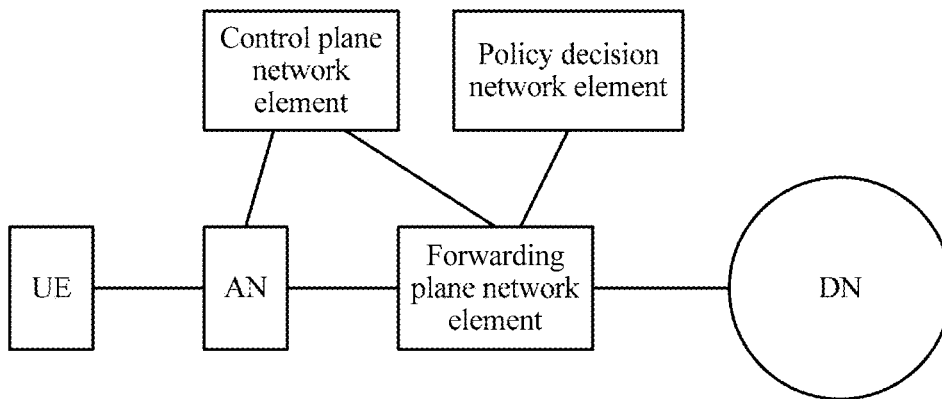 Control plane
network
element
Policy decision
network element
UE
AN
Forwarding
plane network
element
DN